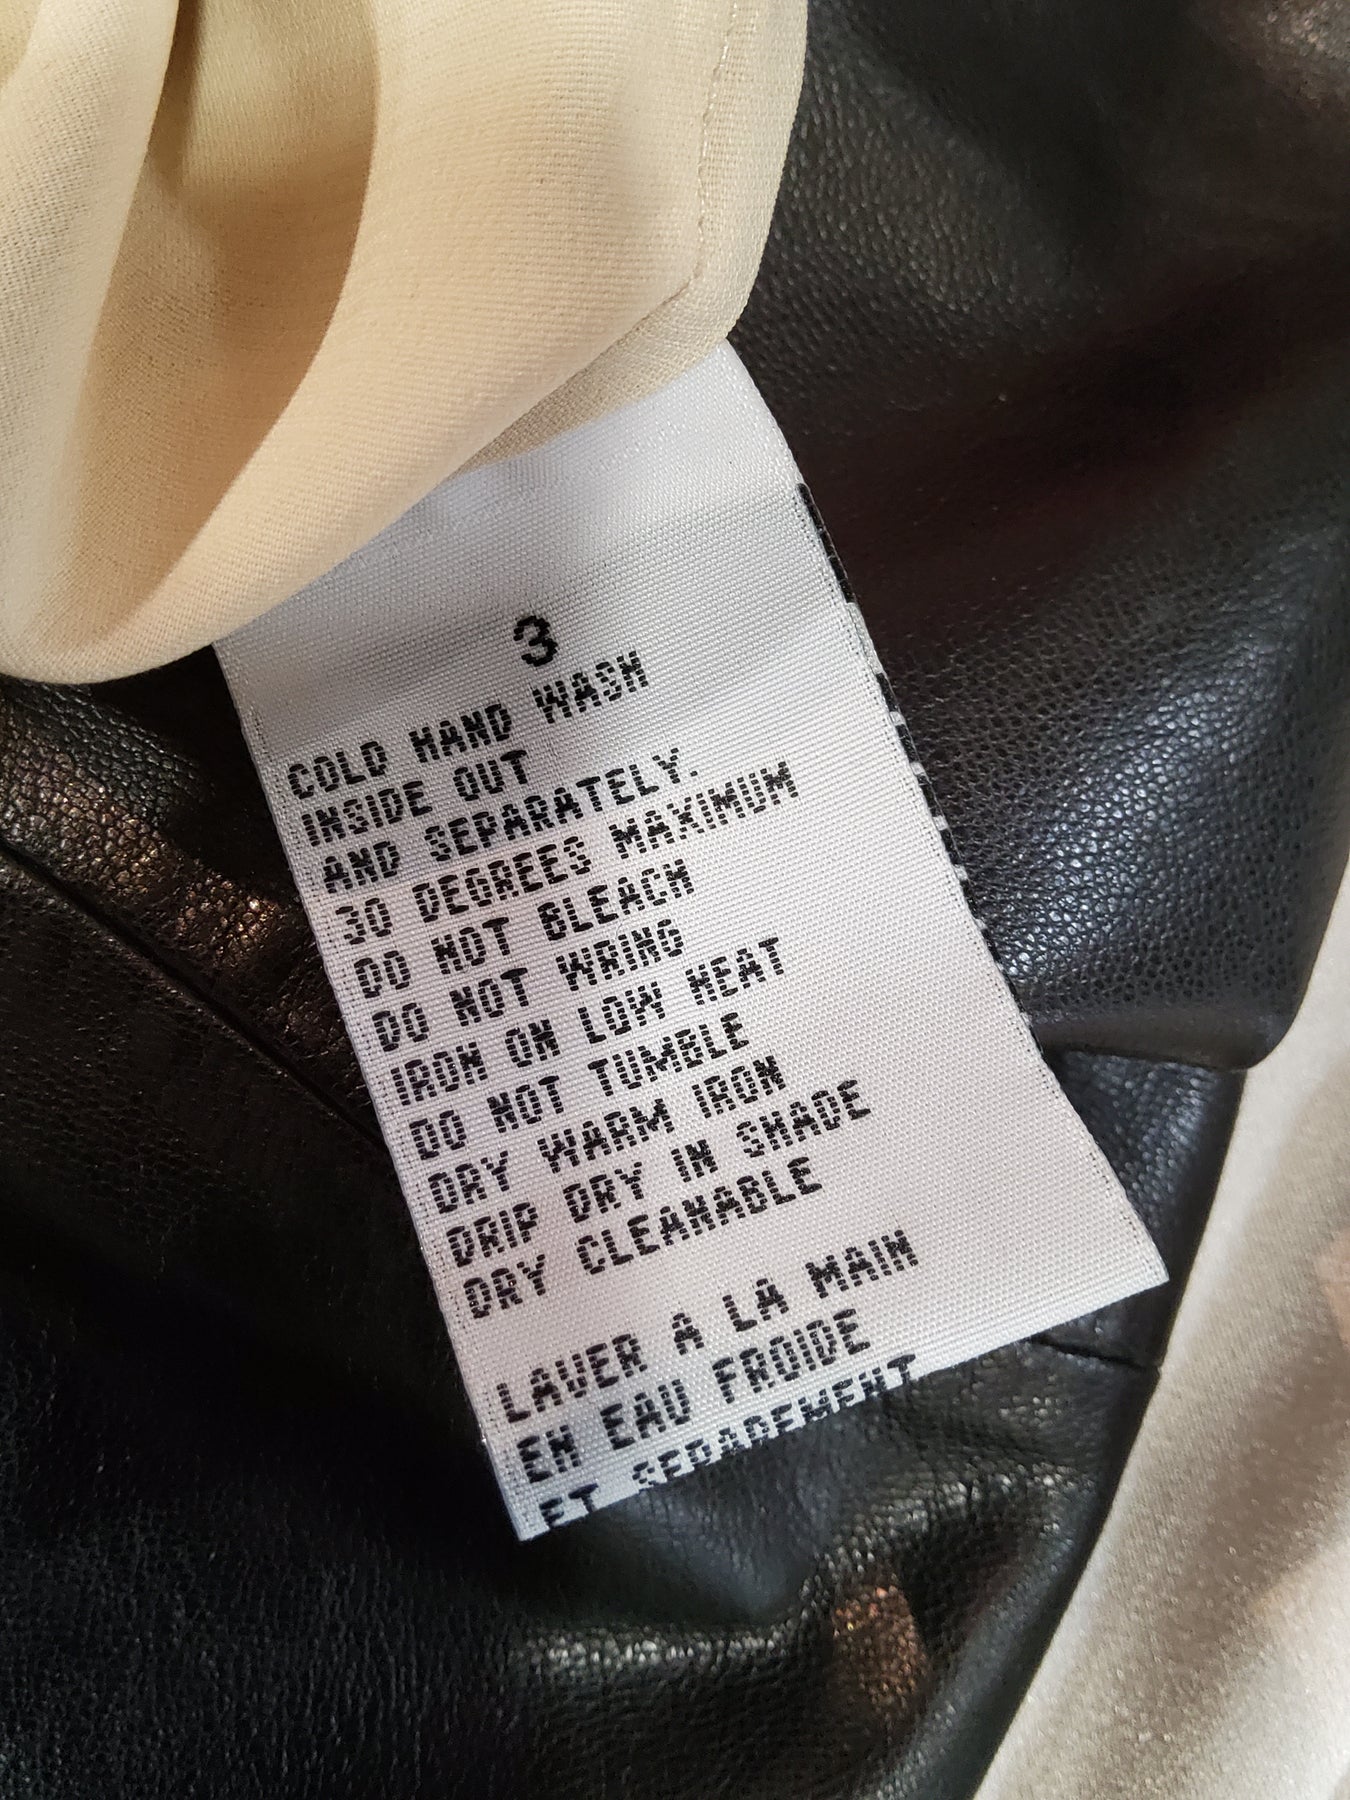 3
COLD HAND WASH
INSIDE OUT
AND SEPARATELY.
30 DEGREES MAXIMUM
DO NOT BLEACH
DO NOT WRING
IRON ON LOW HEAT
DO NOT TUMBLE
DRY WARM IRON
DRIP DRY IN SHADE
DRY CLEANABLE
LAVER A LA MAIN
EN EAU FROIDE
ET SEPAREMENT